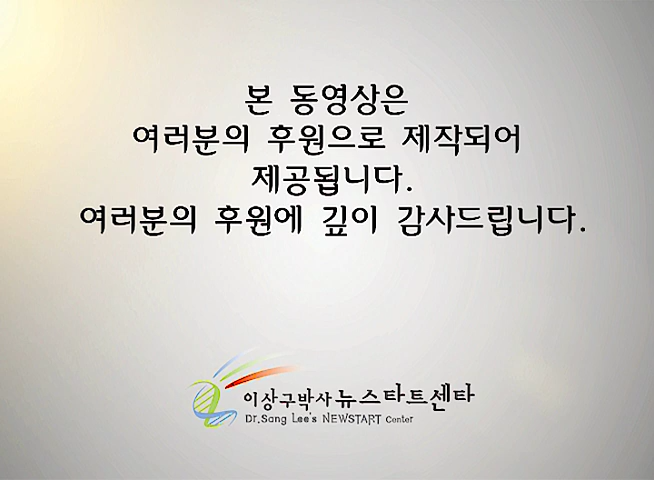 본 동영상은
여러분의 후원으로 제작되어
제공됩니다.
여러분의 후원에 깊이 감사드립니다.
이상구박사 뉴스타트센타
Dr.Sang Lee's NEWSTART Center